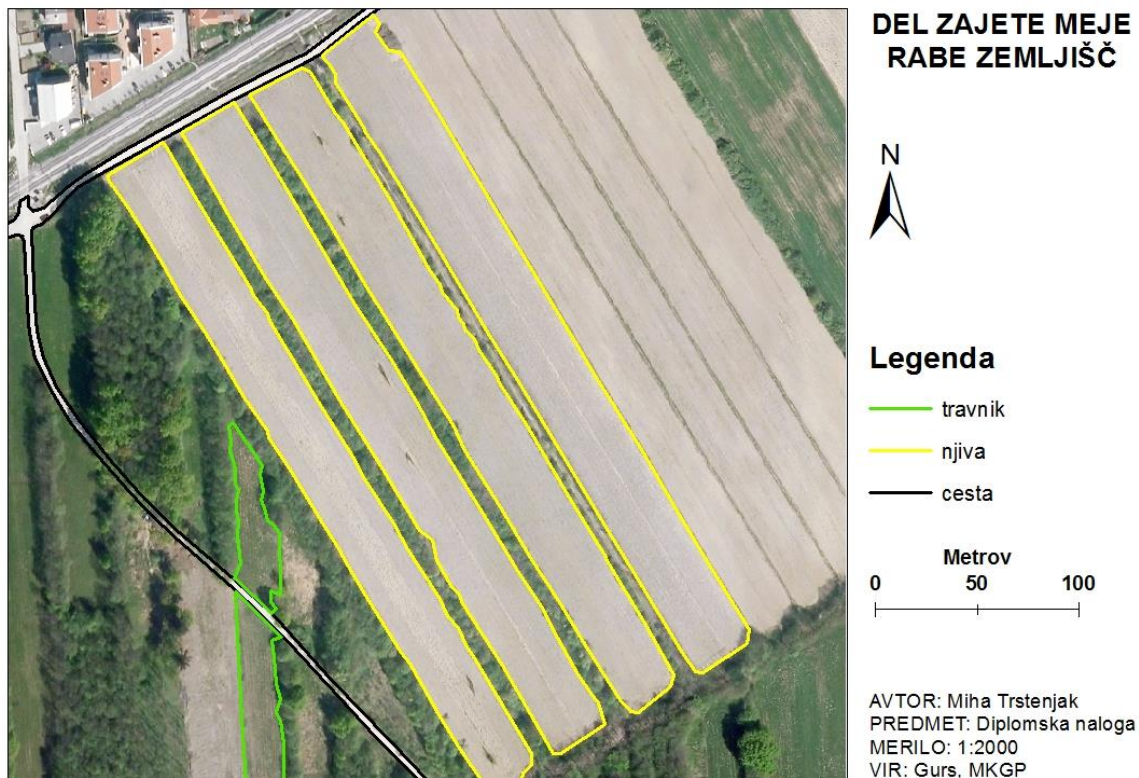 DEL ZAJETE MEJE
RABE ZEMLJIŠČ
N
Legenda
travnik
njiva
cesta
Metrov
0 50 100
AVTOR: Miha Trstenjak
PREDMET: Diplomska naloga
MERILO: 1:2000
VIR: Gurs, MKGP